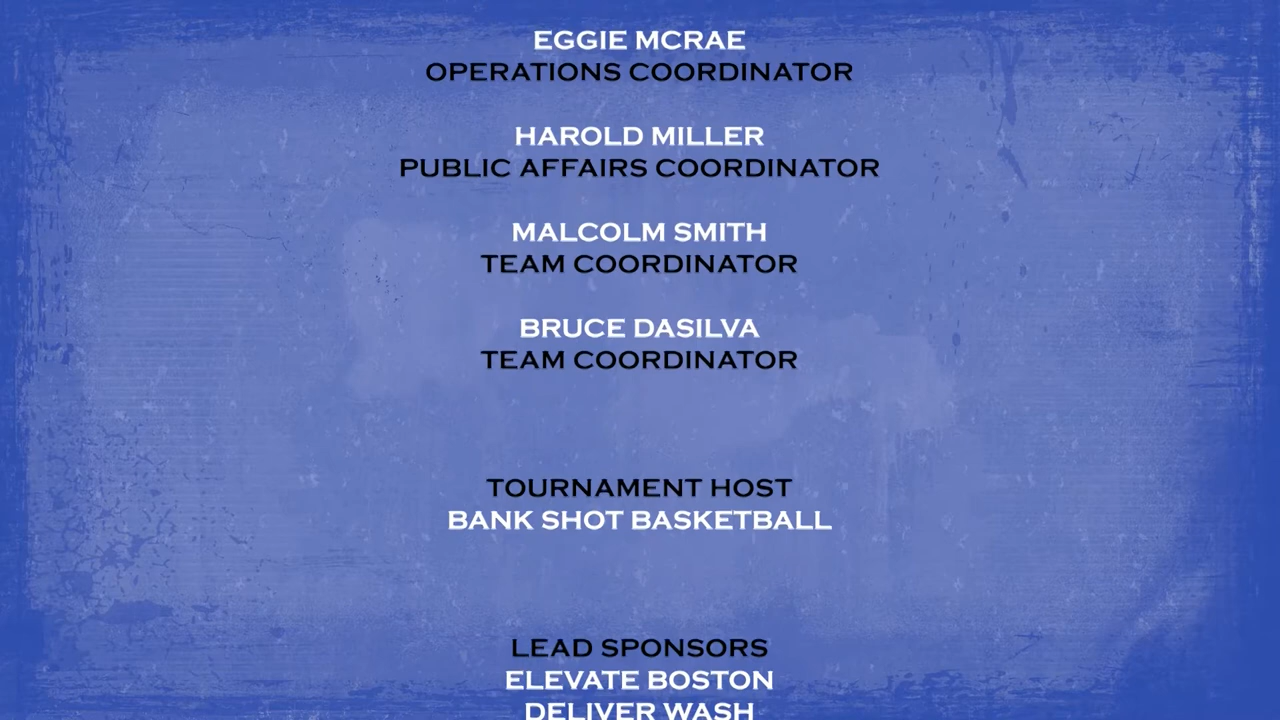 EGGIE MCRAE
OPERATIONS COORDINATOR
HAROLD MILLER
PUBLIC AFFAIRS COORDINATOR
MALCOLM SMITH
TEAM COORDINATOR
BRUCE DASILVA
TEAM COORDINATOR
TOURNAMENT HOST
BANK SHOT BASKETBALL
LEAD SPONSORS
ELEVATE BOSTON
DELIVER WASH